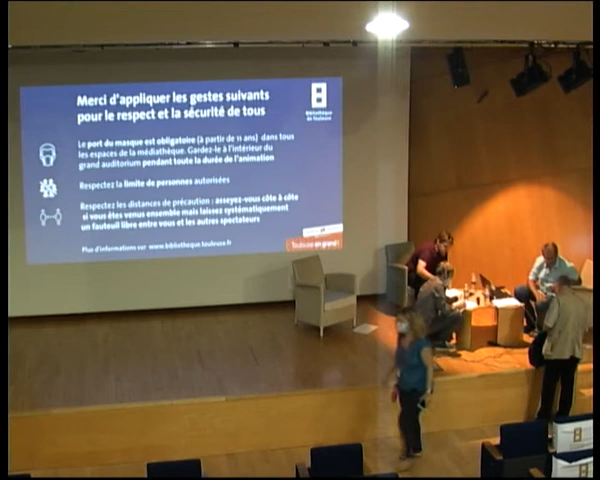 Merci d'appliquer les gestes suivants
pour le respect et la sécurité de tous
Bibliothèque
de Toulouse
Le port du masque est obligatoire (à partir de 11 ans) dans tous
les espaces de la médiathèque. Gardez-le à l'intérieur du
grand auditorium pendant toute la durée de l'animation
Respectez la limite de personnes autorisées
Respectez les distances de précaution : asseyez-vous côte à côte
si vous êtes venus ensemble mais laissez systématiquement
un fauteuil libre entre vous et les autres spectateurs
Plus d'informations sur www.bibliotheque.toulouse.fr
Toulouse en grand !